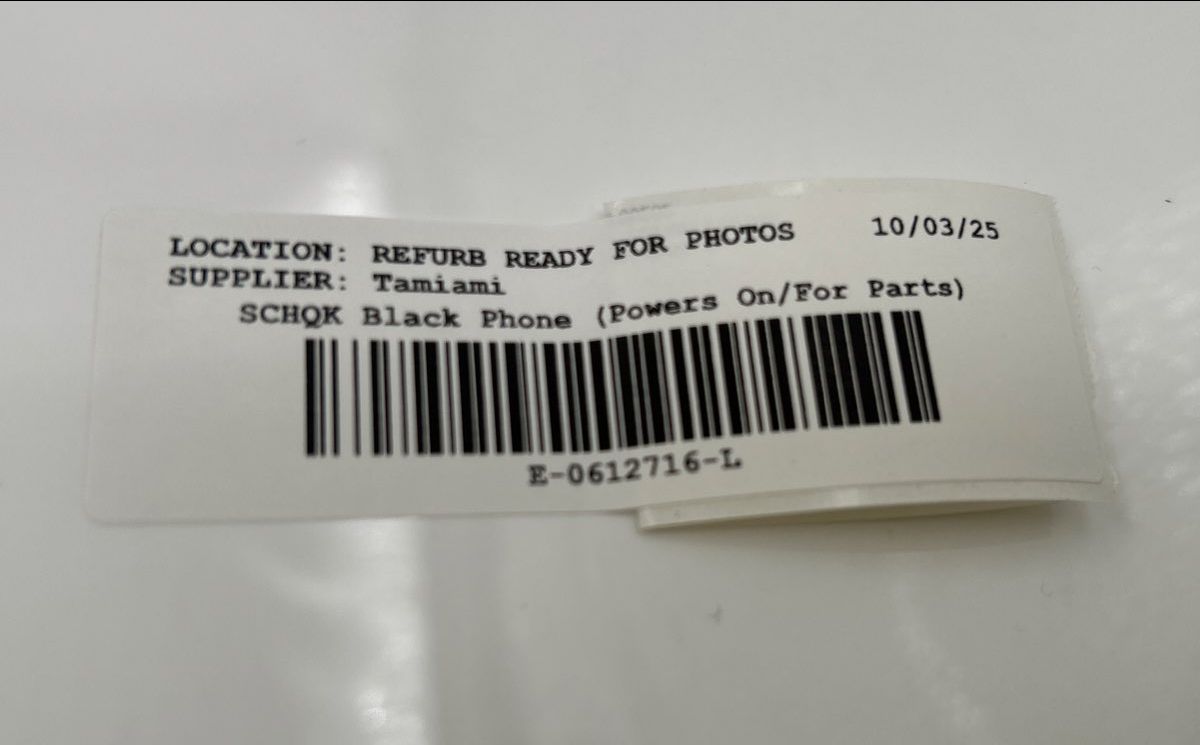 LOCATION: REFURB READY FOR PHOTOS 10/03/25
SUPPLIER: Tamiami
SCHQK Black Phone (Powers On/For Parts)
E-0612716-L